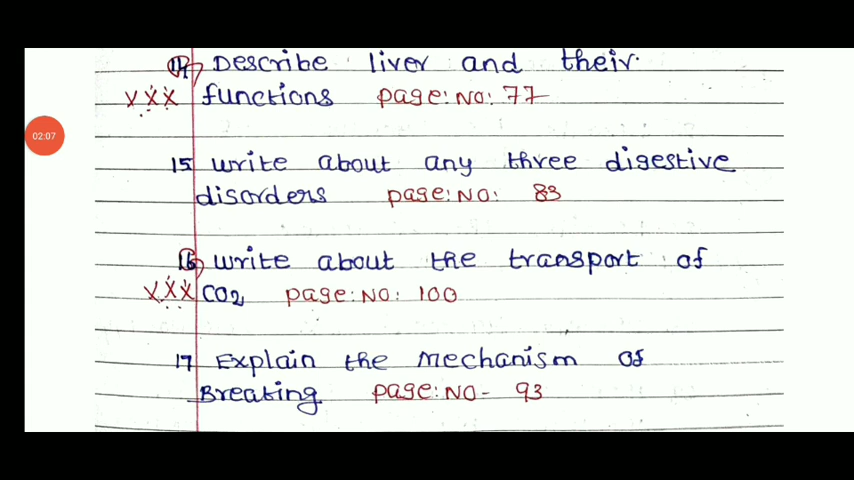 02:07
14 Describe liver and their
XXX functions page:No:77
15 write about any three digestive
disorders page:No: 83
16 write about the transport of
XXX CO2 page:No: 100
17 Explain the Mechanism of
Breating page:No- 93